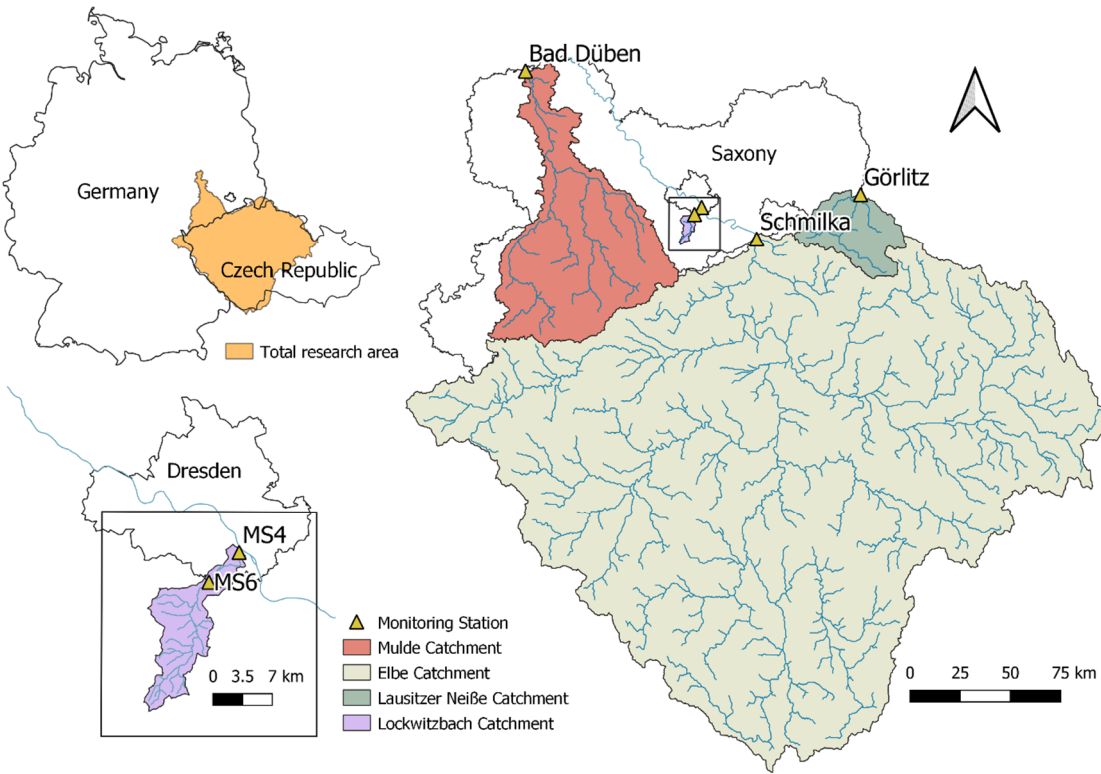 Bad Düben
Saxony
Germany
Görlitz
Schmilka
Czech Republic
Total research area
Dresden
MS4
MS6
0 3.5 7 km
Monitoring Station
Mulde Catchment
Elbe Catchment
Lausitzer Neiße Catchment
Lockwitzbach Catchment
0 25 50 75 km